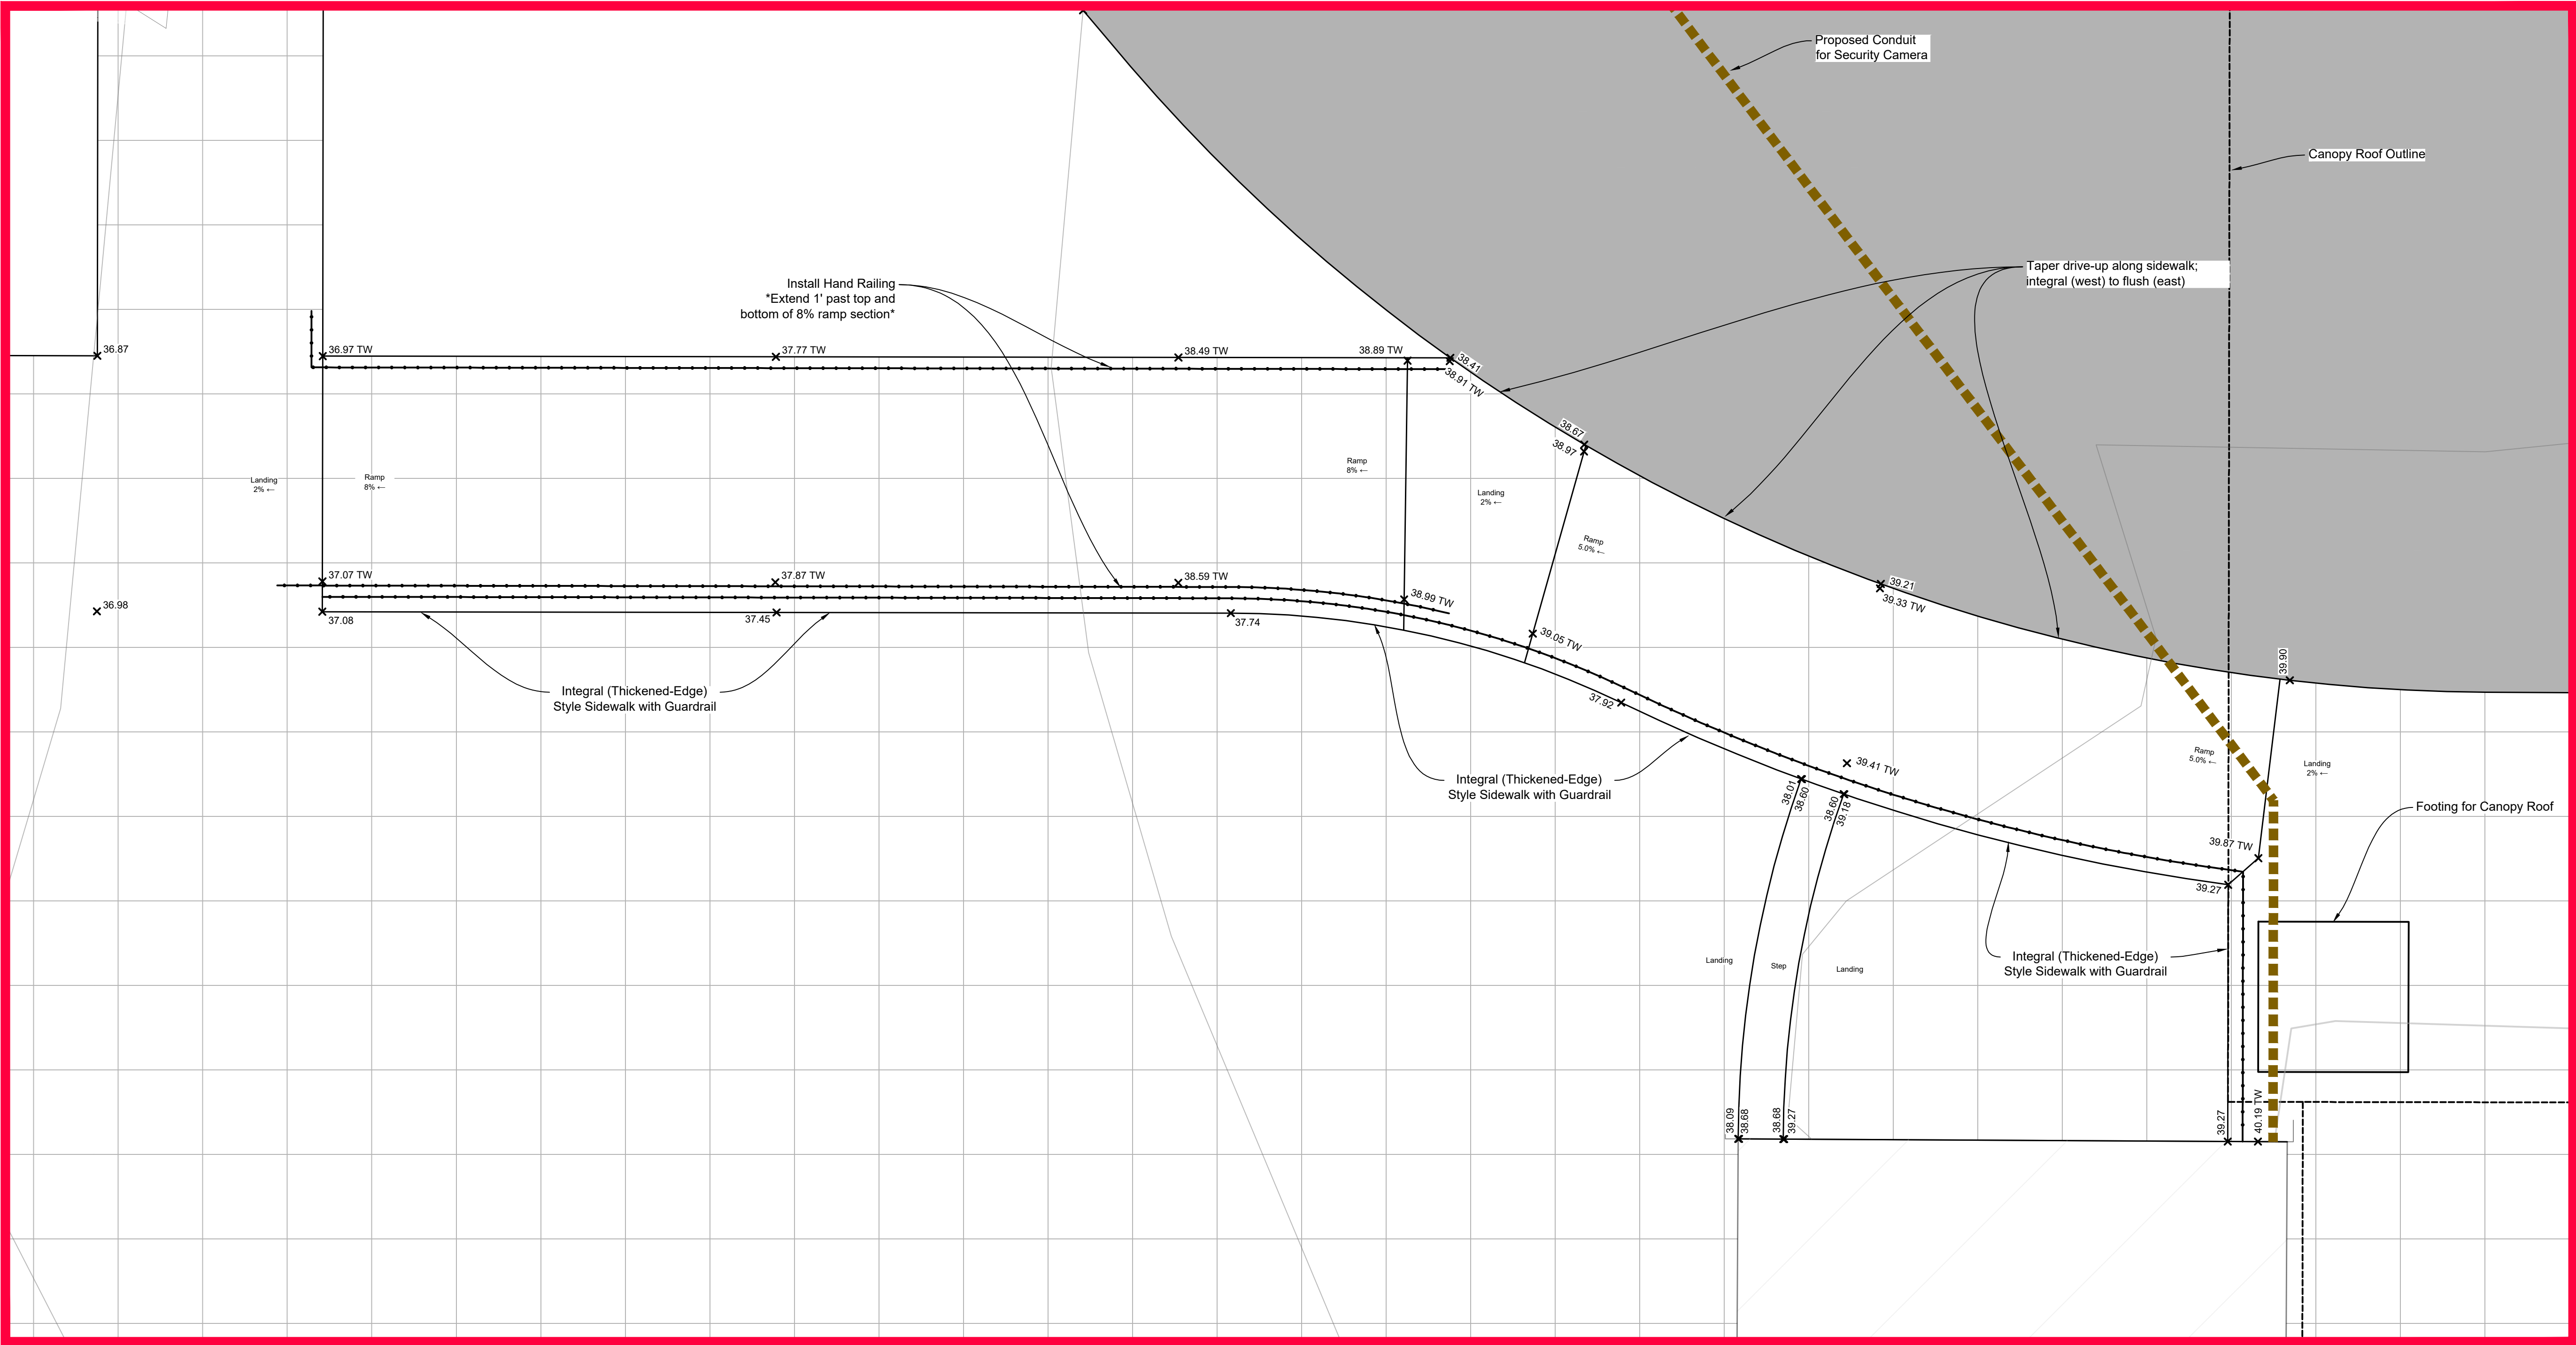 Proposed Conduit
for Security Camera
Canopy Roof Outline
Taper drive-up along sidewalk;
integral (west) to flush (east)
Install Hand Railing
*Extend 1' past top and
bottom of 8% ramp section*
36.87
36.97 TW
37.77 TW
38.49 TW
38.89 TW
38.41
38.91 TW
38.67
38.97
Landing
2% ←
Ramp
8% ←
Ramp
8% ←
Landing
2% ←
Ramp
5.0% ←
37.07 TW
37.87 TW
38.59 TW
38.99 TW
39.21
39.33 TW
36.98
37.08
37.45
37.74
39.05 TW
39.90
Integral (Thickened-Edge)
Style Sidewalk with Guardrail
37.92
Integral (Thickened-Edge)
Style Sidewalk with Guardrail
39.41 TW
Ramp
5.0% ←
Landing
2% ←
38.01
38.60
38.60
39.18
Footing for Canopy Roof
39.87 TW
39.27
Integral (Thickened-Edge)
Style Sidewalk with Guardrail
Landing
Step
Landing
38.09
38.68
38.68
39.27
39.27
40.19 TW